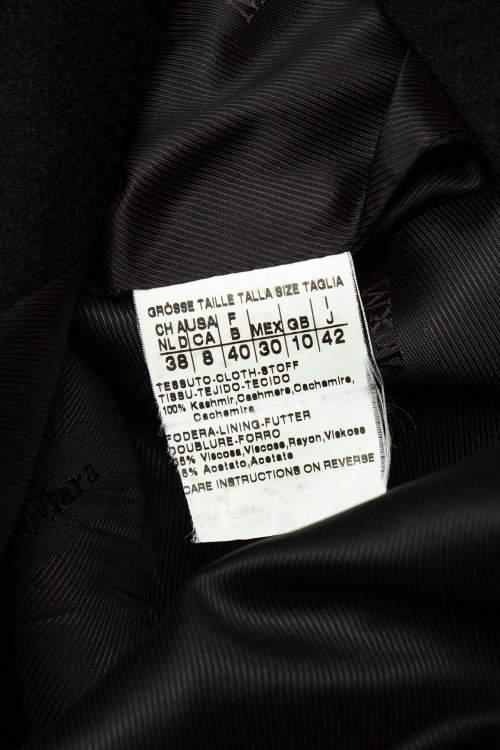 GRÖSSE TAILLE TALLA SIZE TAGLIA
CH A USA F I
NL D CA B MEX GB J
38 8 40 30 10 42
TESSUTO-CLOTH-STOFF
TISSU-TEJIDO-TECIDO
100% Kashmir,Cashmere,Cachemire,
Cachemira
FODERA-LINING-FUTTER
DOUBLURE-FORRO
5% Viscosa,Viscose,Rayon,Viskose
5% Acetato,Acetate
CARE INSTRUCTIONS ON REVERSE